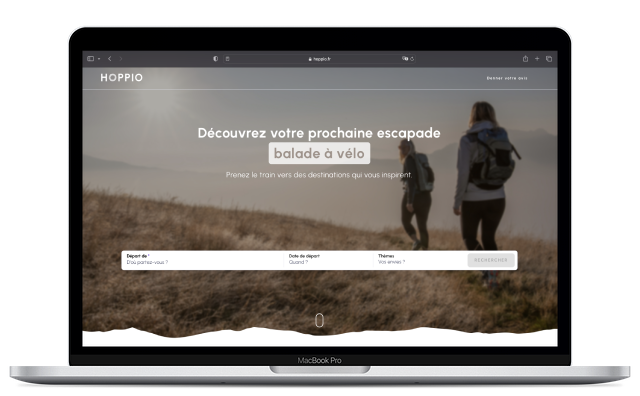 hoppio.fr
HOPPIO
Donner votre avis
Découvrez votre prochaine escapade
balade à vélo
Prenez le train vers des destinations qui vous inspirent.
Départ de *
D'où partez-vous ?
Date de départ
Quand ?
Thèmes
Vos envies ?
RECHERCHER
MacBook Pro